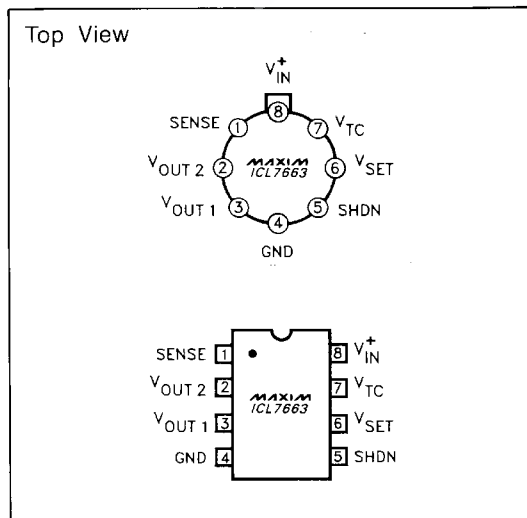 Top View
V+IN
8
SENSE 1 7 VTC
VOUT 2 2 MAXIM ICL7663 6 VSET
VOUT 1 3 5 SHDN
4
GND
SENSE 1 8 V+IN
VOUT 2 2 MAXIM 7 VTC
ICL7663
VOUT 1 3 6 VSET
GND 4 5 SHDN